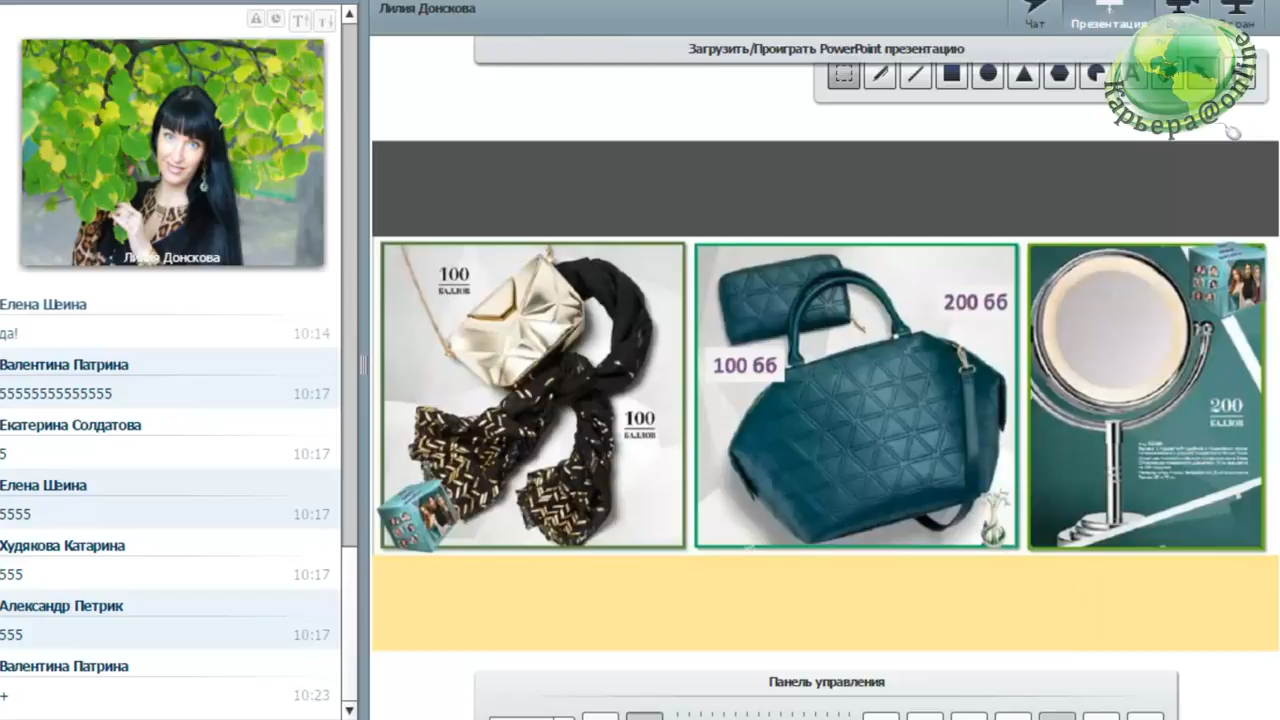 Лилия Донскова
Елена Шеина
да!
10:14
Валентина Патрина
55555555555555
10:17
Екатерина Солдатова
5
10:17
Елена Шеина
5555
10:17
Худякова Катарина
555
10:17
Александр Петрик
555
10:17
Валентина Патрина
+
10:23
Лилия Донскова
Чат
Презентация
Загрузить/Проиграть PowerPoint презентацию
Карьера@online
100
БАЛЛОВ
100
БАЛЛОВ
200 бб
100 бб
200
БАЛЛОВ
Панель управления